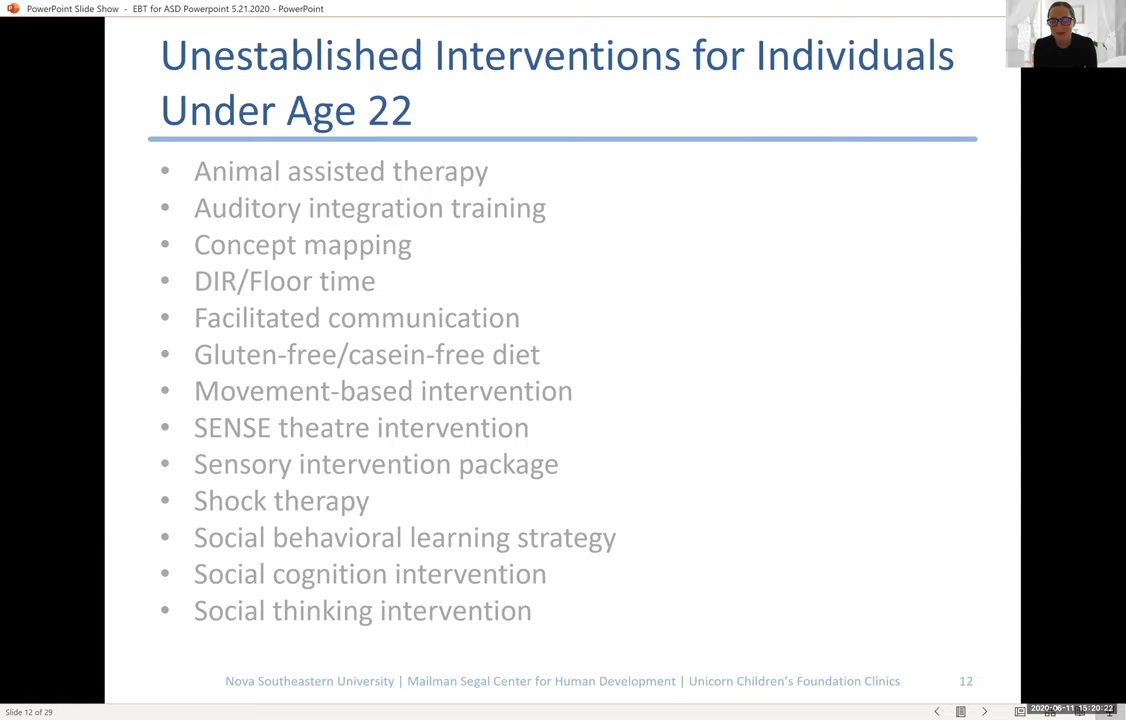 PowerPoint Slide Show - EBT for ASD Powerpoint 5.21.2020 - PowerPoint
Unestablished Interventions for Individuals
Under Age 22
• Animal assisted therapy
• Auditory integration training
• Concept mapping
• DIR/Floor time
• Facilitated communication
• Gluten-free/casein-free diet
• Movement-based intervention
• SENSE theatre intervention
• Sensory intervention package
• Shock therapy
• Social behavioral learning strategy
• Social cognition intervention
• Social thinking intervention
Nova Southeastern University | Mailman Segal Center for Human Development | Unicorn Children's Foundation Clinics 12
Slide 12 of 29
2020-06-11 15:20:22